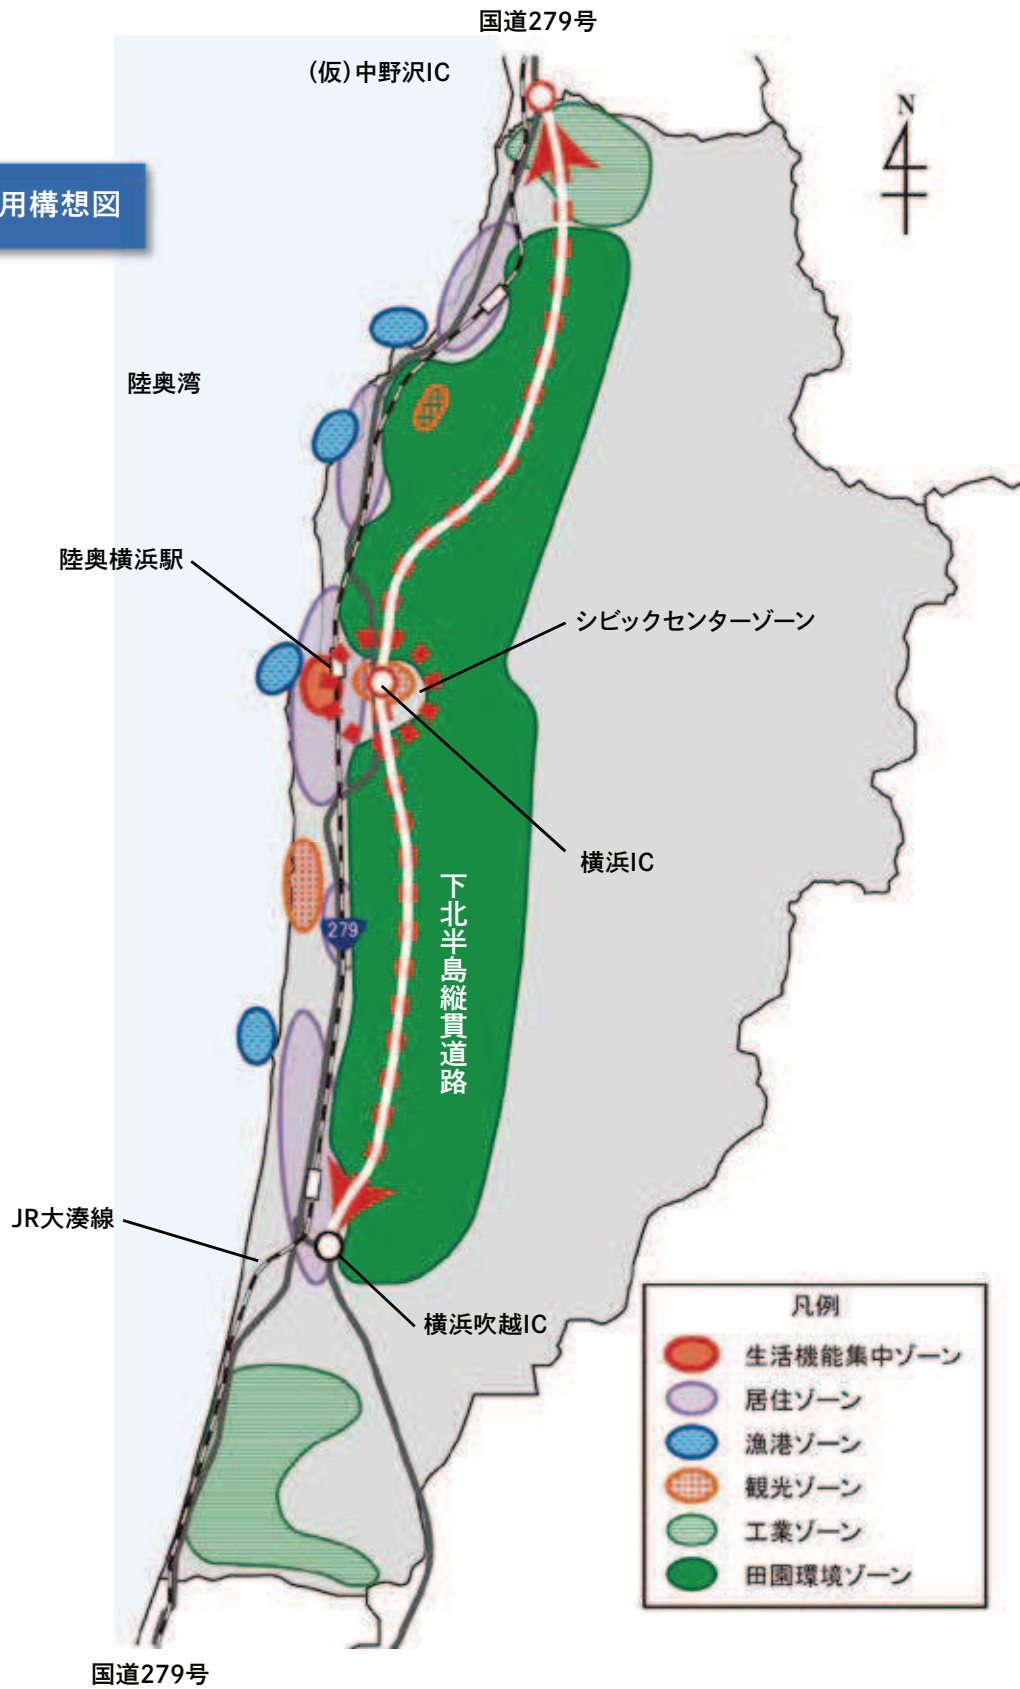 国道279号
(仮)中野沢IC
N
用構想図
陸奥湾
陸奥横浜駅
シビックセンターゾーン
横浜IC
279
下北半島縦貫道路
JR大湊線
横浜吹越IC
凡例
生活機能集中ゾーン
居住ゾーン
漁港ゾーン
観光ゾーン
工業ゾーン
田園環境ゾーン
国道279号